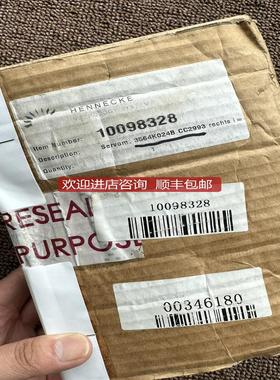 HENNECKE
Item Number: 10098328
Description: Servom. 3564K024B CC2993 rechts
Quantity:
欢迎进店咨询 顺丰包邮
RESEA
PURPOS
10098328
00346180